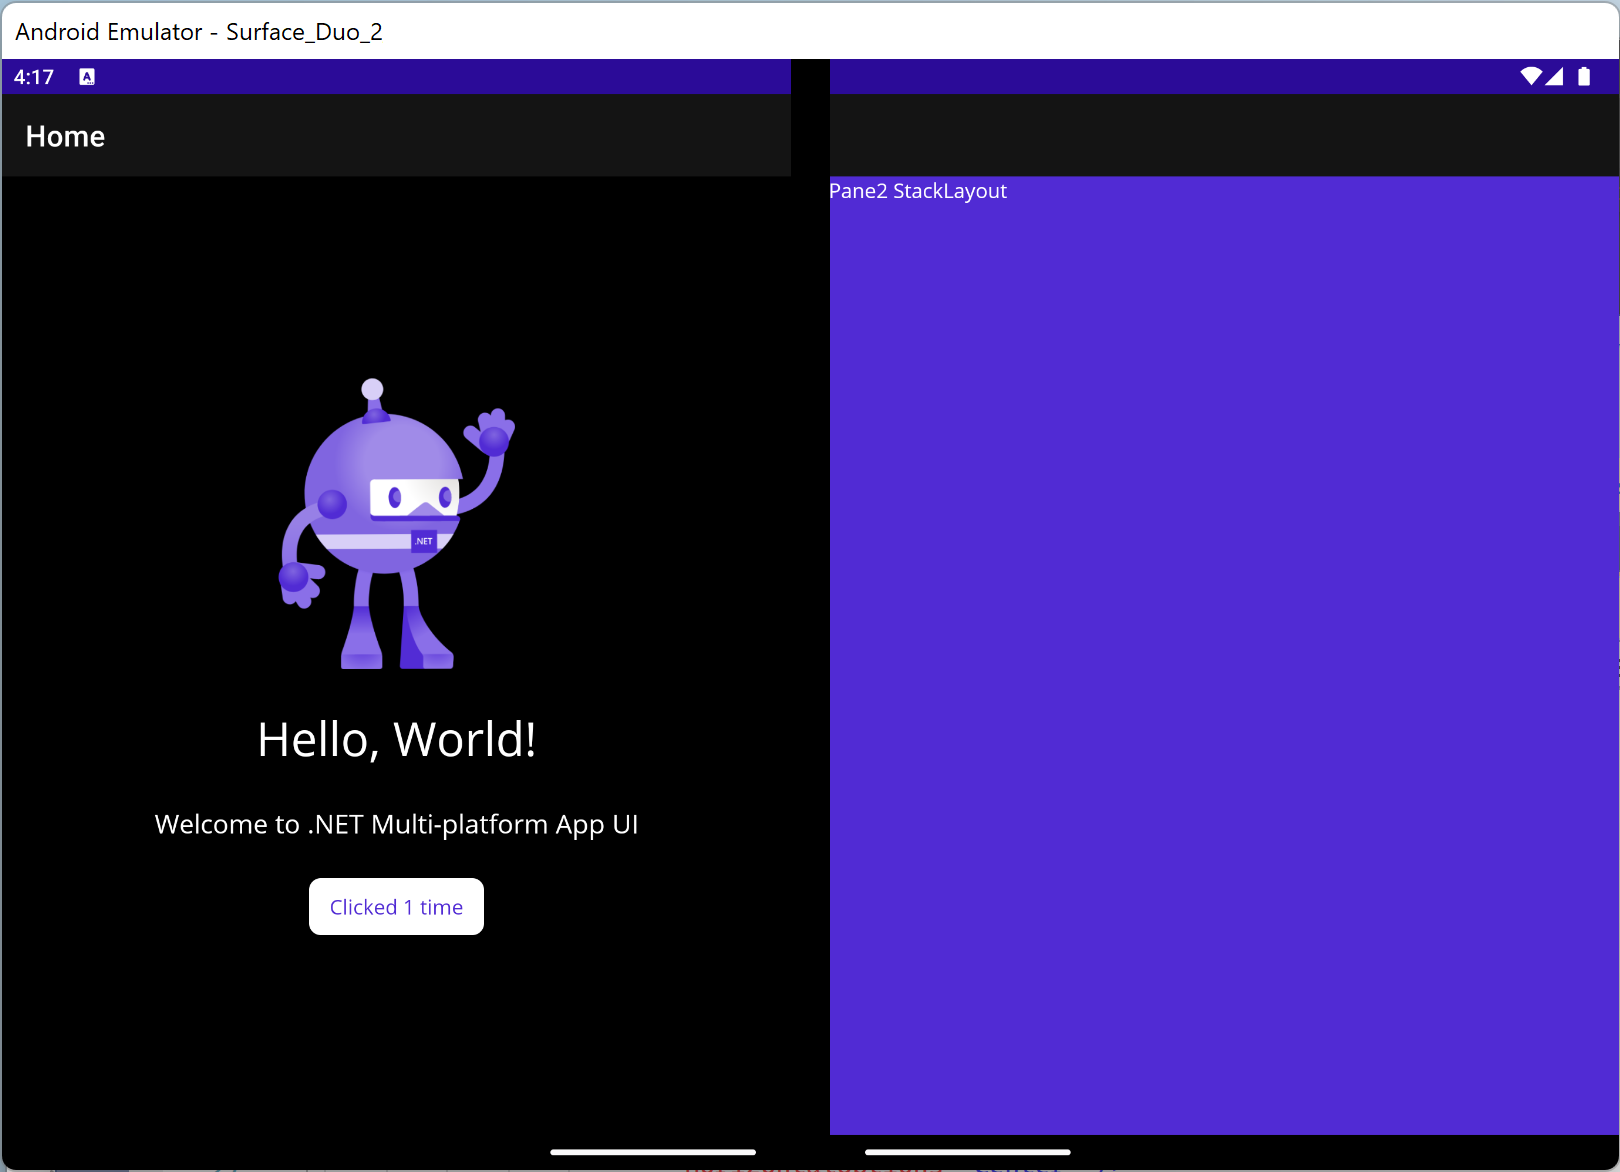 Android Emulator - Surface_Duo_2
4:17
A
Home
Pane2 StackLayout
.NET
Hello, World!
Welcome to .NET Multi-platform App UI
Clicked 1 time